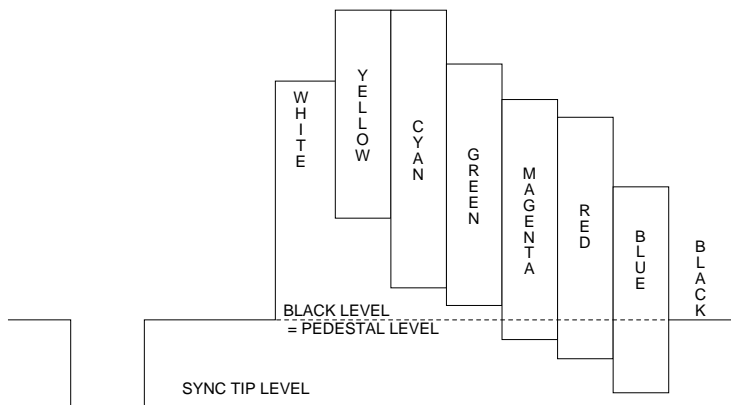 WHITE
YELLOW
CYAN
GREEN
MAGENTA
RED
BLUE
BLACK
BLACK LEVEL
= PEDESTAL LEVEL
SYNC TIP LEVEL